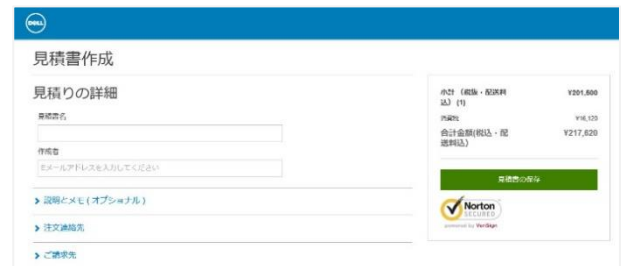 DELL
見積書作成
見積りの詳細
見積書名
作成者
Eメールアドレスを入力してください
説明とメモ(オプショナル)
注文連絡先
ご請求先
小計 (税抜・配送料
込) (1)
¥201,500
消費税
¥16,120
合計金額(税込・配
送料込)
¥217,620
見積書の保存
Norton
SECURED
powered by VeriSign